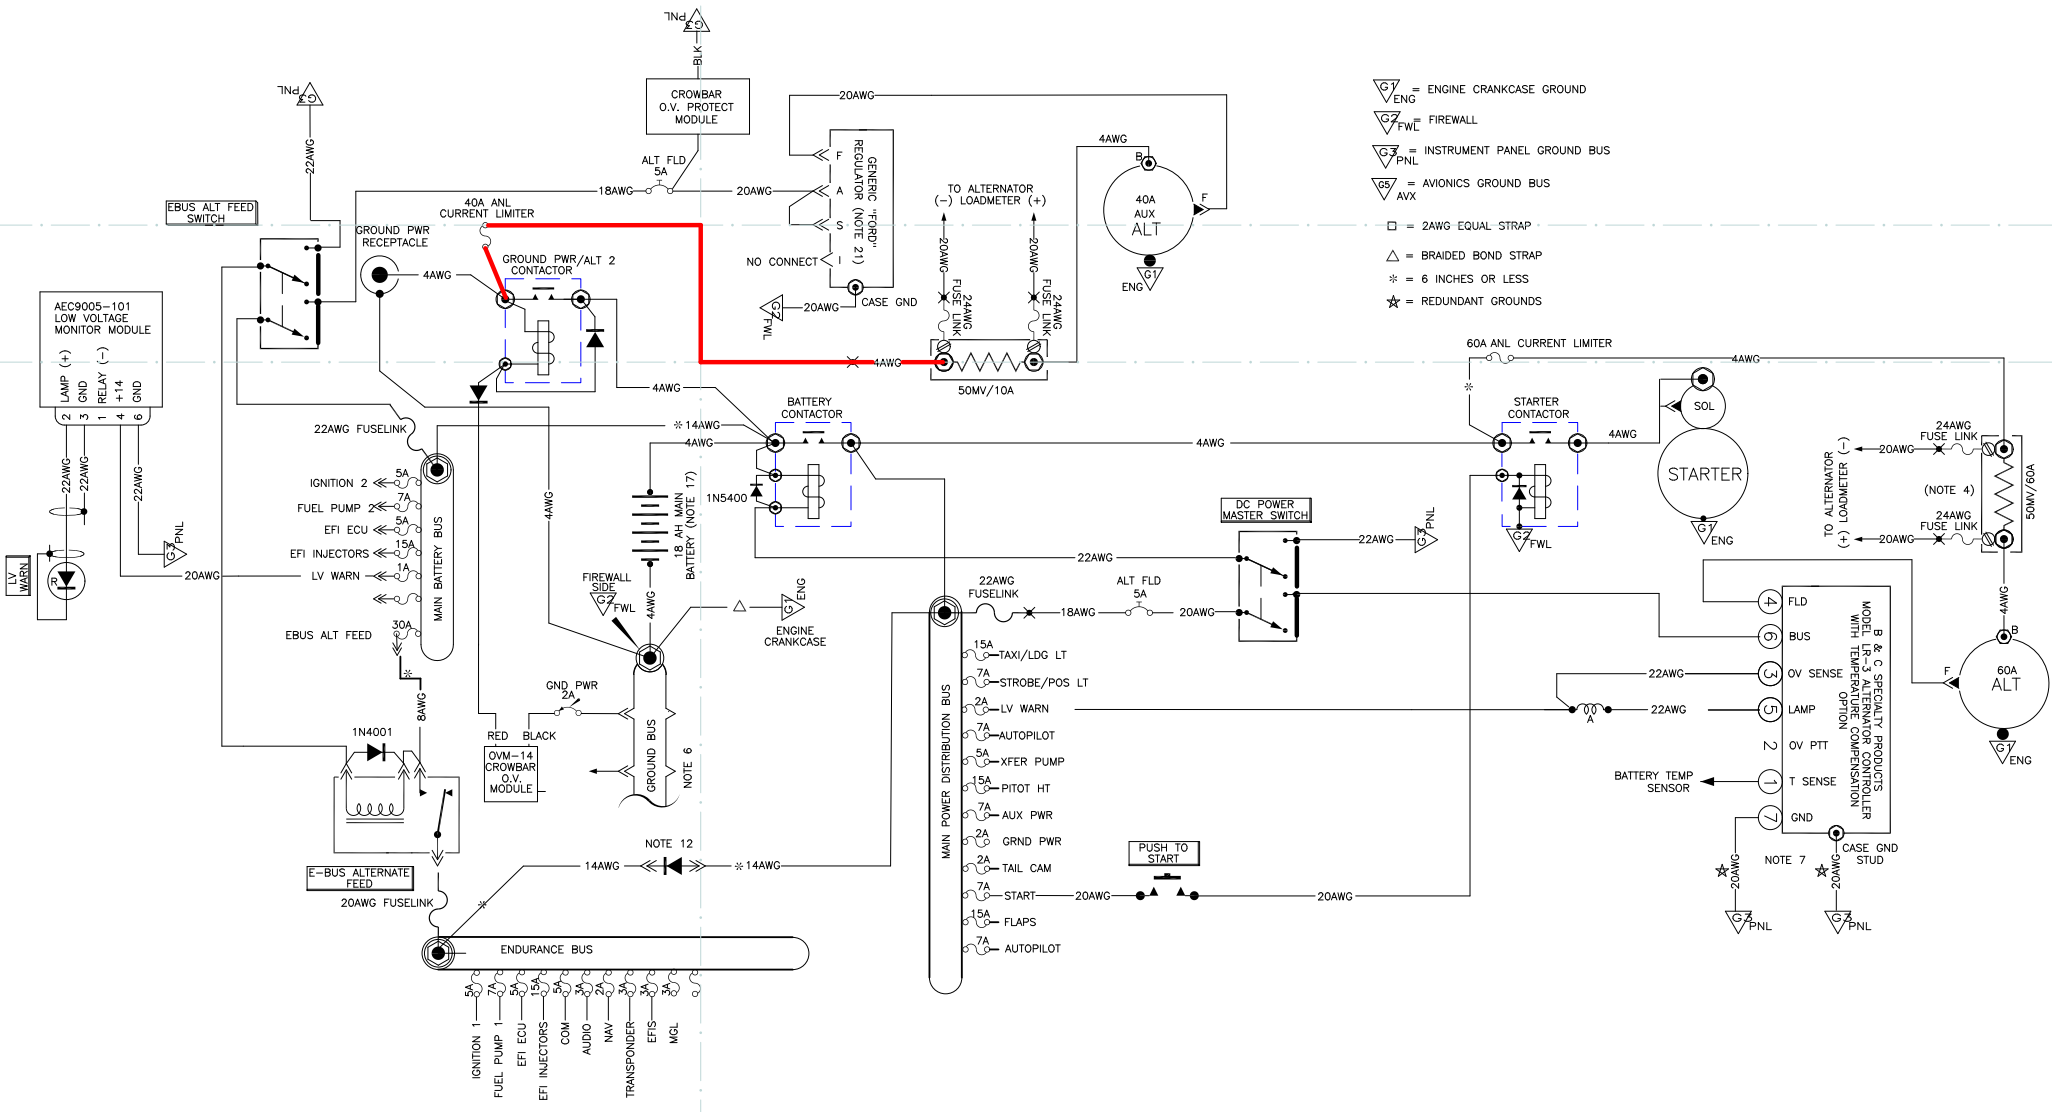 G3
PNL
BLK
CROWBAR
O.V. PROTECT
MODULE
G3
PNL
22AWG
20AWG
ALT FLD
5A
18AWG
20AWG
F
A
S
I
GENERIC "FORD"
REGULATOR (NOTE 21)
NO CONNECT
CASE GND
20AWG
G2
FWL
4AWG
B
40A
AUX
ALT
F
G1
ENG
TO ALTERNATOR
(-) LOADMETER (+)
20AWG
20AWG
24AWG
FUSE LINK
24AWG
FUSE LINK
4AWG
50MV/10A
G1 ENG = ENGINE CRANKCASE GROUND
G2 FWL = FIREWALL
G3 PNL = INSTRUMENT PANEL GROUND BUS
G5 AVX = AVIONICS GROUND BUS
□ = 2AWG EQUAL STRAP
△ = BRAIDED BOND STRAP
* = 6 INCHES OR LESS
☆ = REDUNDANT GROUNDS
EBUS ALT FEED
SWITCH
40A ANL
CURRENT LIMITER
GROUND PWR
RECEPTACLE
4AWG
GROUND PWR/ALT 2
CONTACTOR
4AWG
AEC9005-101
LOW VOLTAGE
MONITOR MODULE
LAMP (+)
GND
RELAY (-)
+14
GND
2 3 1 4 6
22AWG
22AWG
22AWG
G3
PNL
20AWG
LV
WARN
R
22AWG FUSELINK
* 14AWG
4AWG
MAIN BATTERY BUS
IGNITION 2 5A
FUEL PUMP 2 7A
EFI ECU 5A
EFI INJECTORS 15A
LV WARN 1A
EBUS ALT FEED 30A
*
8AWG
1N4001
E-BUS ALTERNATE
FEED
20AWG FUSELINK
*
4AWG
18 AH MAIN
BATTERY (NOTE 17)
4AWG
FIREWALL
SIDE
G2
FWL
G1
ENG
ENGINE
CRANKCASE
GND PWR
2A
RED BLACK
OVM-14
CROWBAR
O.V.
MODULE
GROUND BUS
NOTE 6
NOTE 12
14AWG
* 14AWG
ENDURANCE BUS
5A
7A
5A
15A
5A
3A
2A
3A
3A
3A
IGNITION 1
FUEL PUMP 1
EFI ECU
EFI INJECTORS
COM
AUDIO
NAV
TRANSPONDER
EFIS
MGL
BATTERY
CONTACTOR
1N5400
4AWG
22AWG
22AWG
FUSELINK
18AWG
ALT FLD
5A
20AWG
DC POWER
MASTER SWITCH
22AWG
G3
PNL
MAIN POWER DISTRIBUTION BUS
15A TAXI/LDG LT
7A STROBE/POS LT
2A LV WARN
7A AUTOPILOT
5A XFER PUMP
15A PITOT HT
7A AUX PWR
2A GRND PWR
2A TAIL CAM
7A START
15A FLAPS
7A AUTOPILOT
20AWG
PUSH TO
START
20AWG
60A ANL CURRENT LIMITER
4AWG
*
STARTER
CONTACTOR
4AWG
SOL
STARTER
G1
ENG
G2
FWL
TO ALTERNATOR
(+) LOADMETER (-)
20AWG
24AWG
FUSE LINK
(NOTE 4)
24AWG
FUSE LINK
20AWG
50MV/60A
4AWG
B
F
60A
ALT
G1
ENG
4 FLD
6 BUS
3 OV SENSE
5 LAMP
2 OV PTT
1 T SENSE
7 GND
B & C SPECIALTY PRODUCTS
MODEL LR-3 ALTERNATOR CONTROLLER
WITH TEMPERATURE COMPENSATION
OPTION
22AWG
A
22AWG
BATTERY TEMP
SENSOR
NOTE 7
CASE GND
STUD
20AWG
20AWG
G3
PNL
G3
PNL